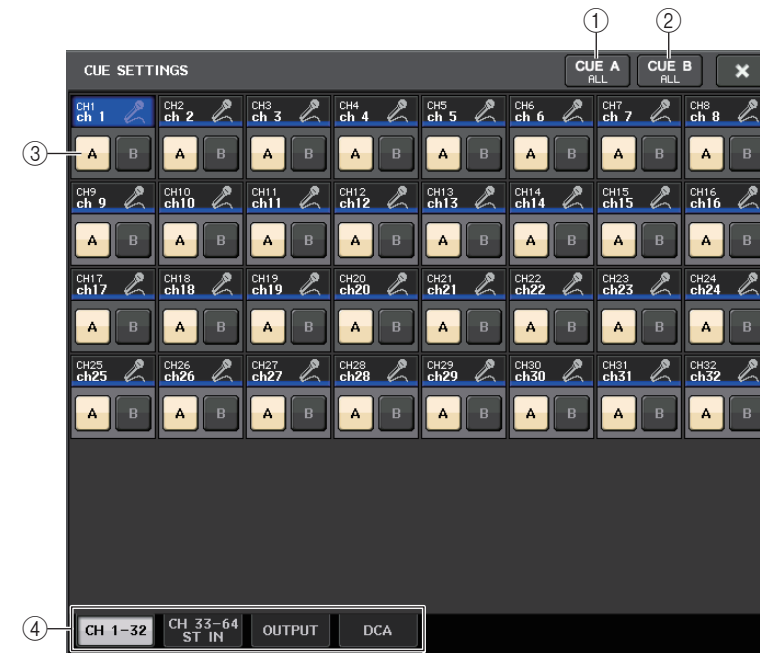 ① ②
CUE SETTINGS CUE A CUE B ×
ALL ALL
CH1 CH2 CH3 CH4 CH5 CH6 CH7 CH8
ch 1 ch 2 ch 3 ch 4 ch 5 ch 6 ch 7 ch 8
③ A B A B A B A B A B A B A B A B
CH9 CH10 CH11 CH12 CH13 CH14 CH15 CH16
ch 9 ch10 ch11 ch12 ch13 ch14 ch15 ch16
A B A B A B A B A B A B A B A B
CH17 CH18 CH19 CH20 CH21 CH22 CH23 CH24
ch17 ch18 ch19 ch20 ch21 ch22 ch23 ch24
A B A B A B A B A B A B A B A B
CH25 CH26 CH27 CH28 CH29 CH30 CH31 CH32
ch25 ch26 ch27 ch28 ch29 ch30 ch31 ch32
A B A B A B A B A B A B A B A B
④ CH 1-32 CH 33-64 OUTPUT DCA
ST IN